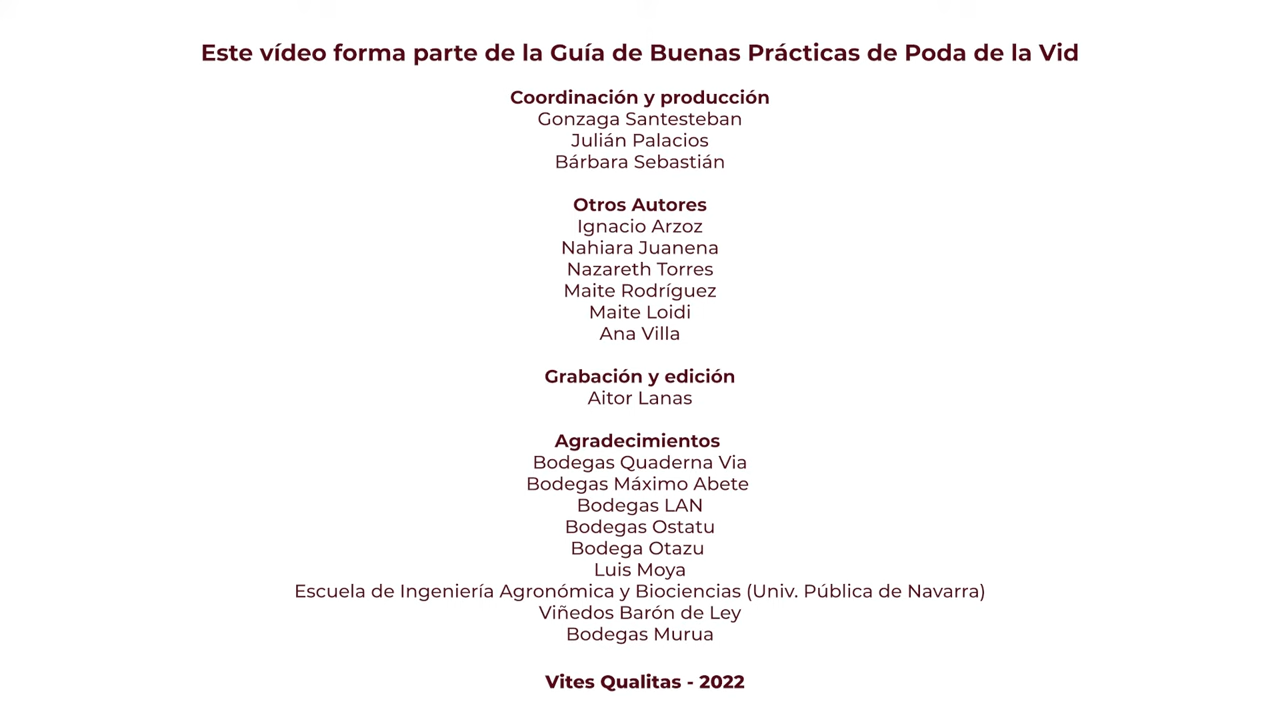 Este vídeo forma parte de la Guía de Buenas Prácticas de Poda de la Vid
Coordinación y producción
Gonzaga Santesteban
Julián Palacios
Bárbara Sebastián
Otros Autores
Ignacio Arzoz
Nahiara Juanena
Nazareth Torres
Maite Rodríguez
Maite Loidi
Ana Villa
Grabación y edición
Aitor Lanas
Agradecimientos
Bodegas Quaderna Via
Bodegas Máximo Abete
Bodegas LAN
Bodegas Ostatu
Bodega Otazu
Luis Moya
Escuela de Ingeniería Agronómica y Biociencias (Univ. Pública de Navarra)
Viñedos Barón de Ley
Bodegas Murua
Vites Qualitas - 2022